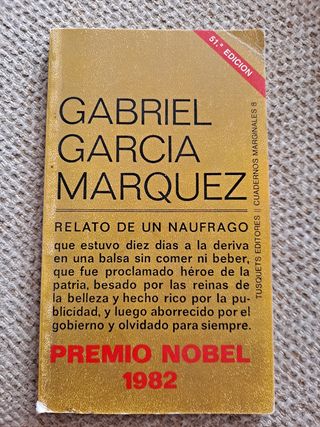 51.ª EDICION
GABRIEL
GARCIA
MARQUEZ
RELATO DE UN NAUFRAGO
que estuvo diez dias a la deriva
en una balsa sin comer ni beber,
que fue proclamado héroe de la
patria, besado por las reinas de
la belleza y hecho rico por la pu-
blicidad, y luego aborrecido por el
gobierno y olvidado para siempre.
PREMIO NOBEL
1982
TUSQUETS EDITORES || CUADERNOS MARGINALES 8